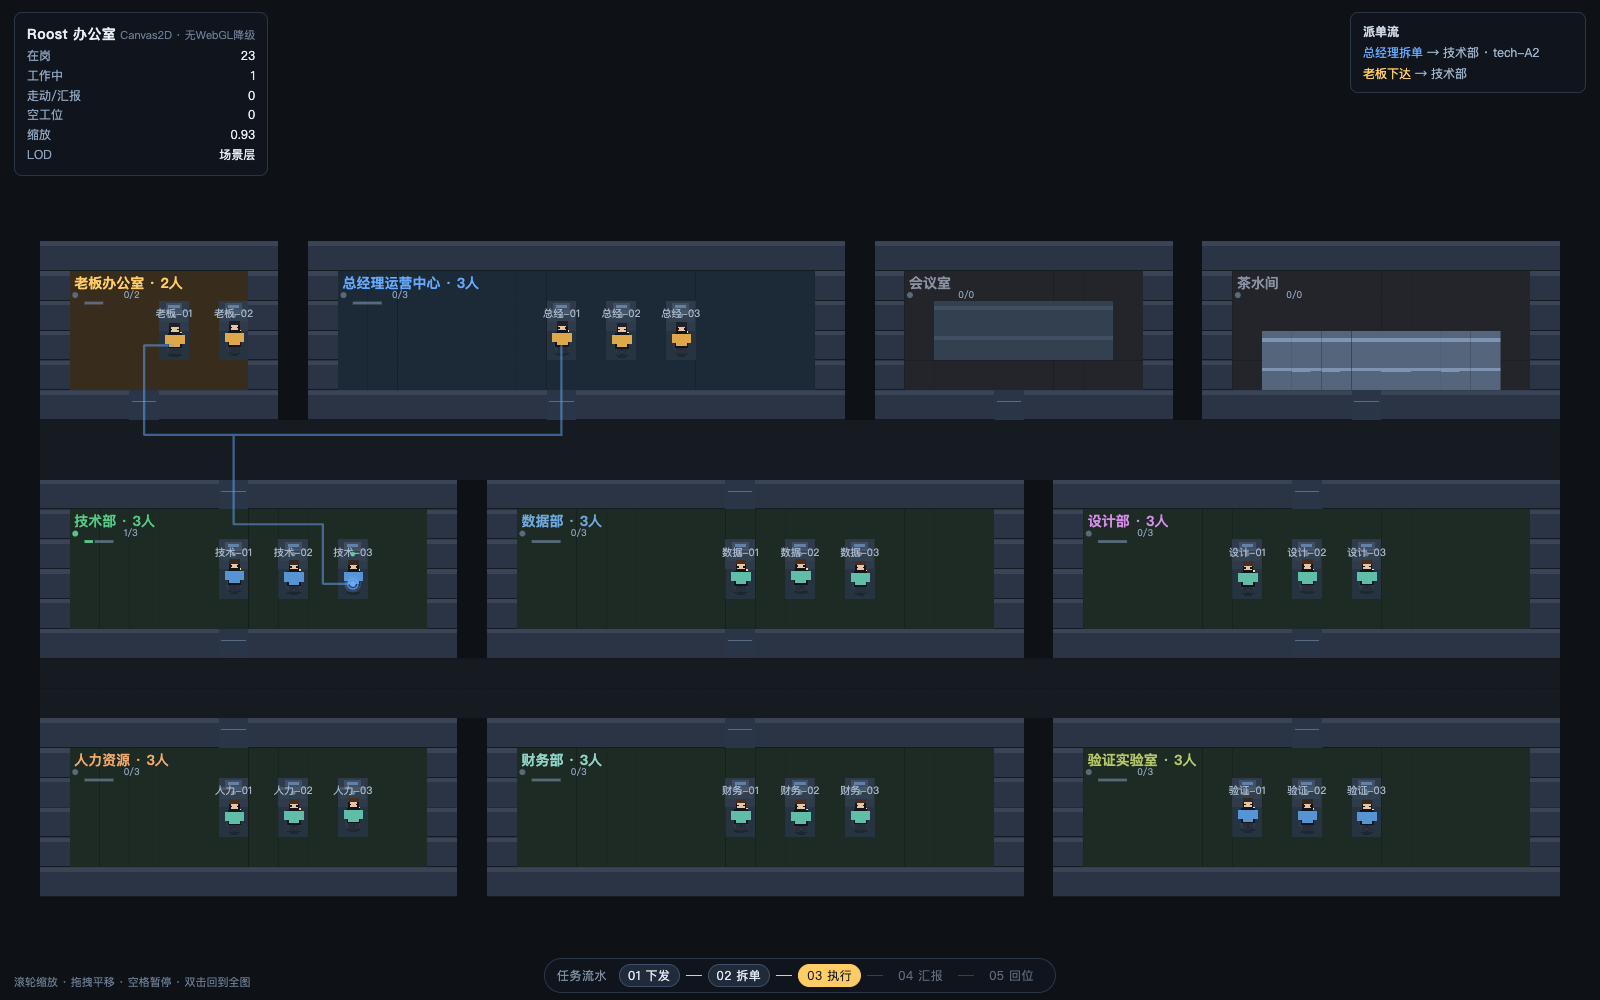 Roost 办公室 Canvas2D · 无WebGL降级
在岗 23
工作中 1
走动/汇报 0
空工位 0
缩放 0.93
LOD 场景层
派单流
总经理拆单 → 技术部 · tech-A2
老板下达 → 技术部
老板办公室 · 2人
0/2
老板-01 老板-02
总经理运营中心 · 3人
0/3
总经-01 总经-02 总经-03
会议室
0/0
茶水间
0/0
技术部 · 3人
1/3
技术-01 技术-02 技术-03
数据部 · 3人
0/3
数据-01 数据-02 数据-03
设计部 · 3人
0/3
设计-01 设计-02 设计-03
人力资源 · 3人
0/3
人力-01 人力-02 人力-03
财务部 · 3人
0/3
财务-01 财务-02 财务-03
验证实验室 · 3人
0/3
验证-01 验证-02 验证-03
滚轮缩放 · 拖拽平移 · 空格暂停 · 双击回到全图
任务流水 01 下发 — 02 拆单 — 03 执行 — 04 汇报 — 05 回位